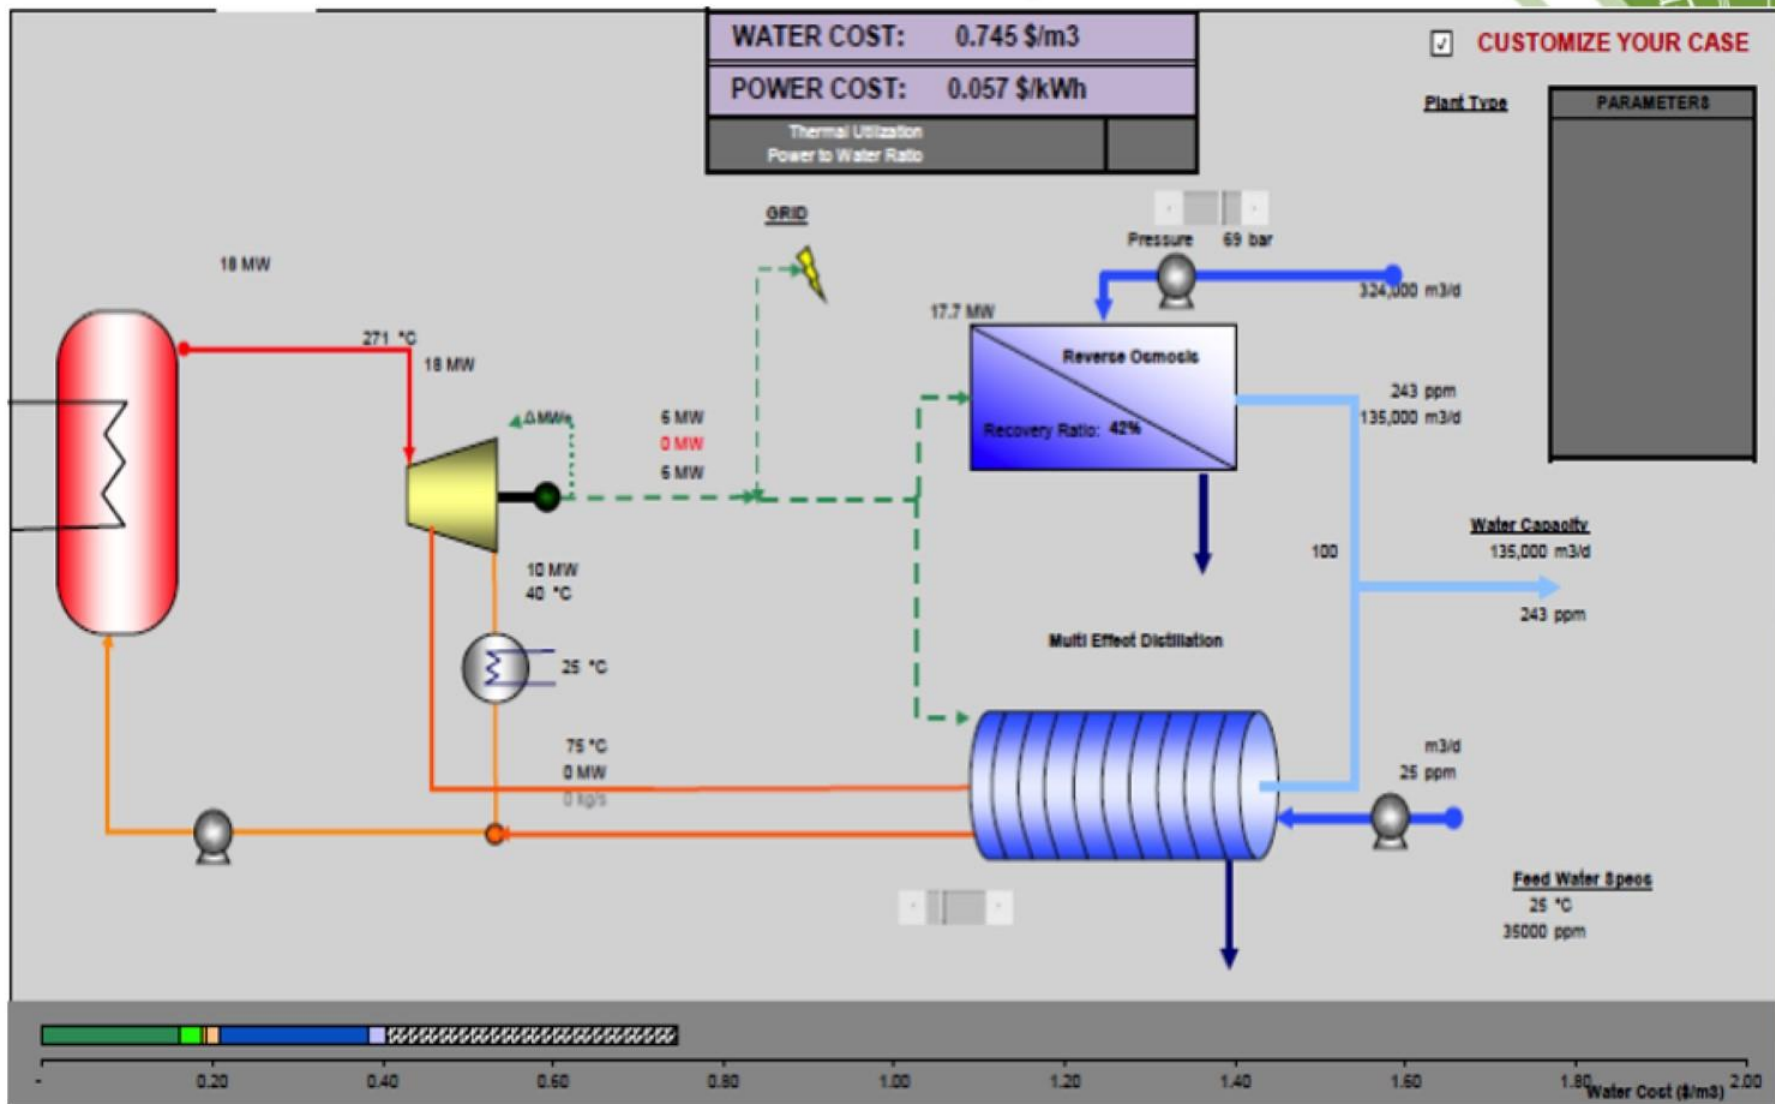 WATER COST: 0.745 $/m3
POWER COST: 0.057 $/kWh
Thermal Utilization
Power to Water Ratio
CUSTOMIZE YOUR CASE
Plant Type
PARAMETERS
GRID
Pressure 69 bar
18 MW
324,000 m3/d
17.7 MW
271 °C
18 MW
Reverse Osmosis
Recovery Ratio: 42%
243 ppm
135,000 m3/d
Δ MWe
6 MW
0 MW
6 MW
Water Capacity
135,000 m3/d
100
10 MW
40 °C
243 ppm
Multi Effect Distillation
25 °C
75 °C
0 MW
0 kg/s
m3/d
25 ppm
Feed Water Specs
25 °C
35000 ppm
- 0.20 0.40 0.60 0.80 1.00 1.20 1.40 1.60 1.80 2.00
Water Cost ($/m3)